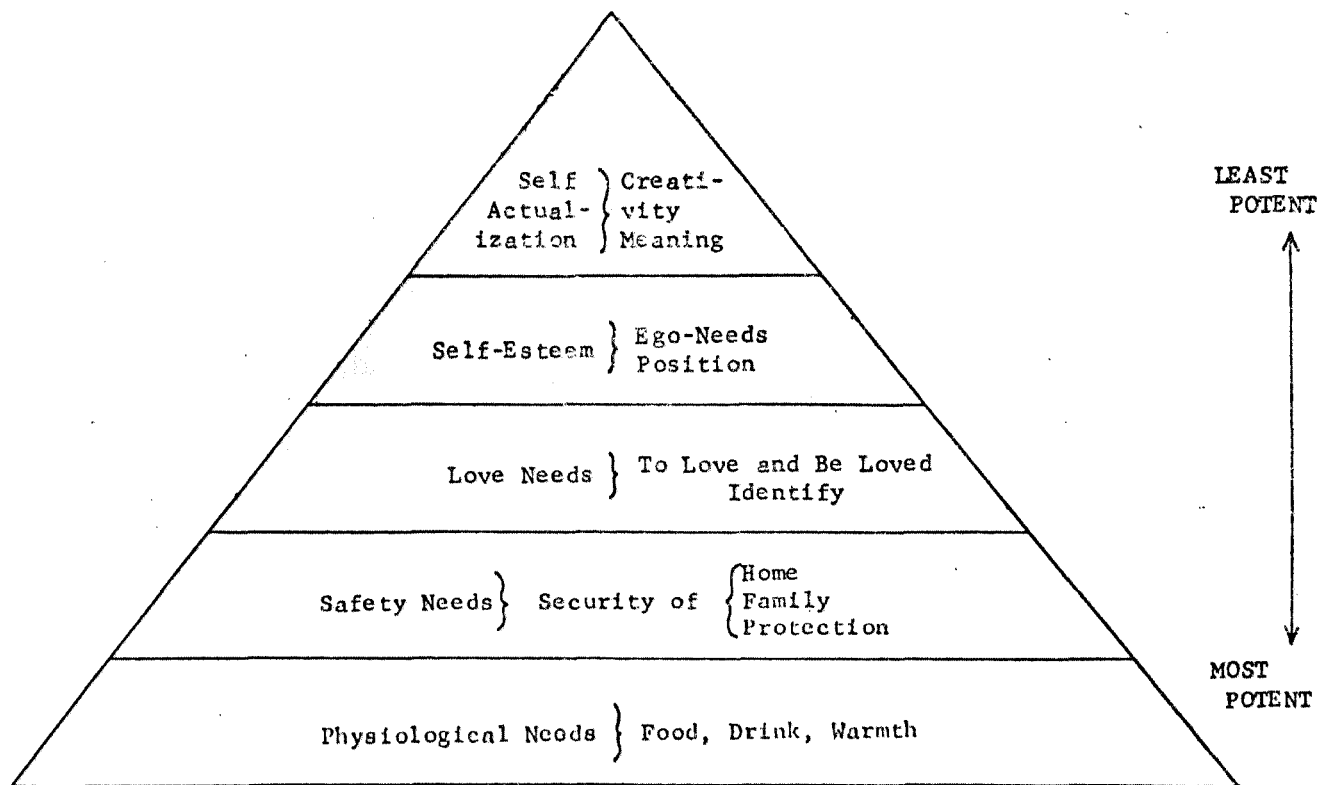 Self } Creati-
Actual- vity
ization Meaning
LEAST
POTENT
Self-Esteem } Ego-Needs
Position
Love Needs } To Love and Be Loved
Identify
Safety Needs } Security of { Home
Family
Protection
MOST
POTENT
Physiological Needs } Food, Drink, Warmth